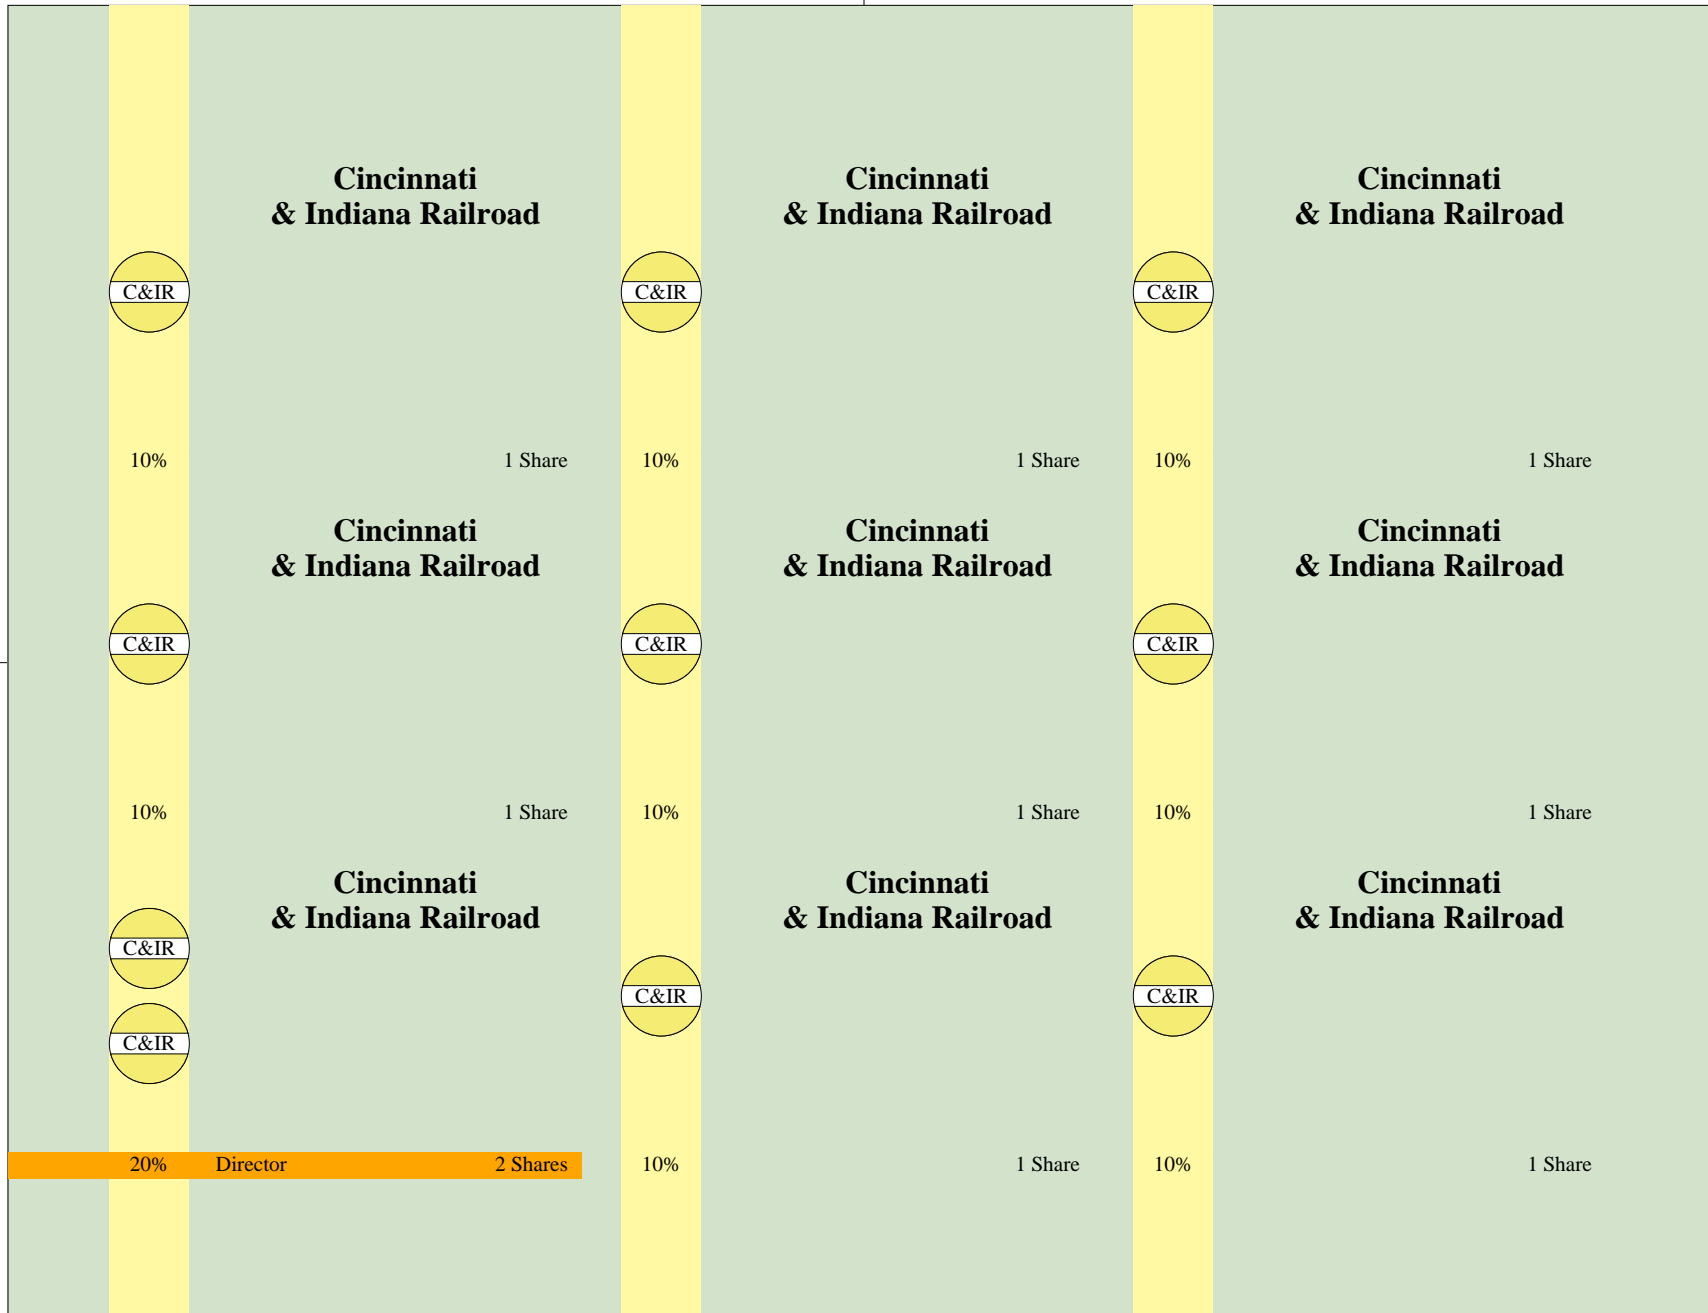 Cincinnati
& Indiana Railroad
C&IR
10%
1 Share
Cincinnati
& Indiana Railroad
C&IR
10%
1 Share
Cincinnati
& Indiana Railroad
C&IR
10%
1 Share
Cincinnati
& Indiana Railroad
C&IR
10%
1 Share
Cincinnati
& Indiana Railroad
C&IR
10%
1 Share
Cincinnati
& Indiana Railroad
C&IR
10%
1 Share
Cincinnati
& Indiana Railroad
C&IR
C&IR
20% Director 2 Shares
Cincinnati
& Indiana Railroad
C&IR
10%
1 Share
Cincinnati
& Indiana Railroad
C&IR
10%
1 Share